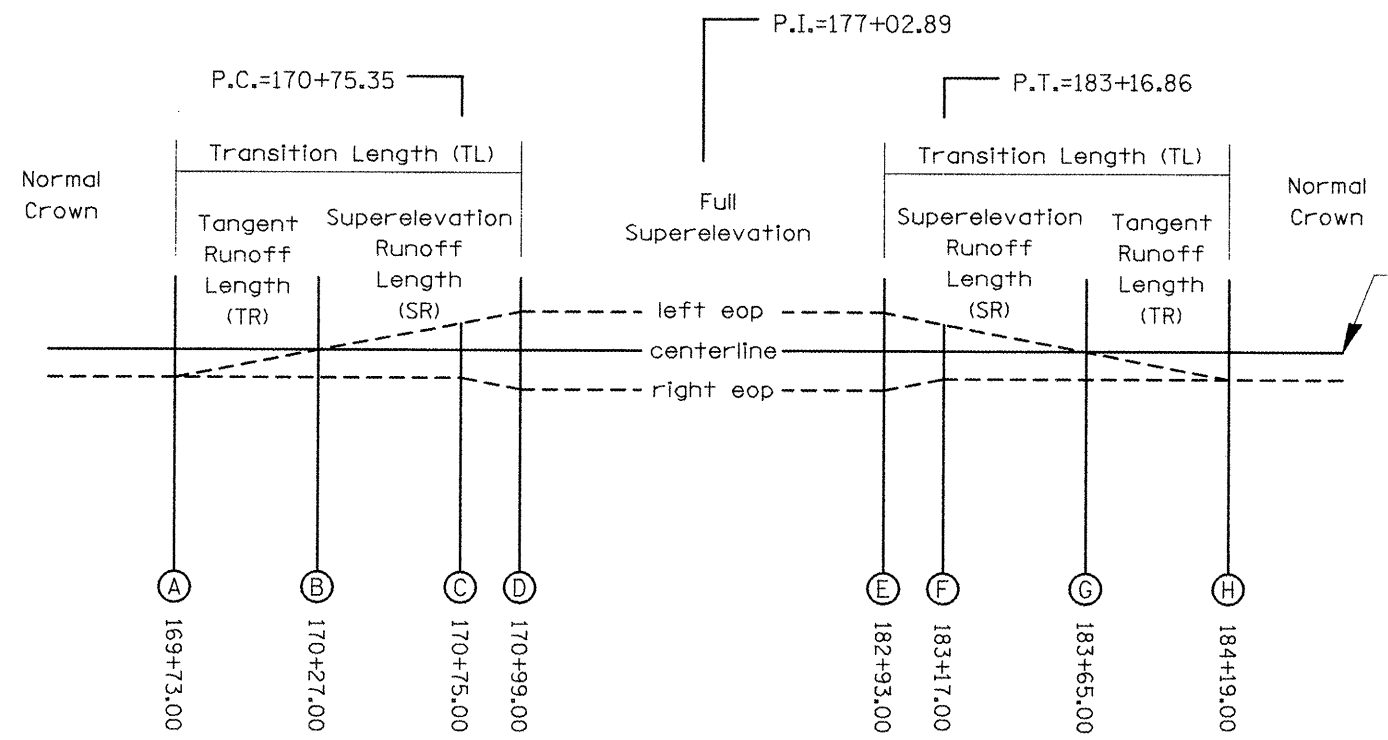 P.I.=177+02.89
P.C.=170+75.35
P.T.=183+16.86
Normal
Crown
Transition Length (TL)
Tangent
Runoff
Length
(TR)
Superelevation
Runoff
Length
(SR)
Full
Superelevation
Transition Length (TL)
Superelevation
Runoff
Length
(SR)
Tangent
Runoff
Length
(TR)
Normal
Crown
left eop
centerline
right eop
A
B
C
D
E
F
G
H
169+73.00
170+27.00
170+75.00
170+99.00
182+93.00
183+17.00
183+65.00
184+19.00